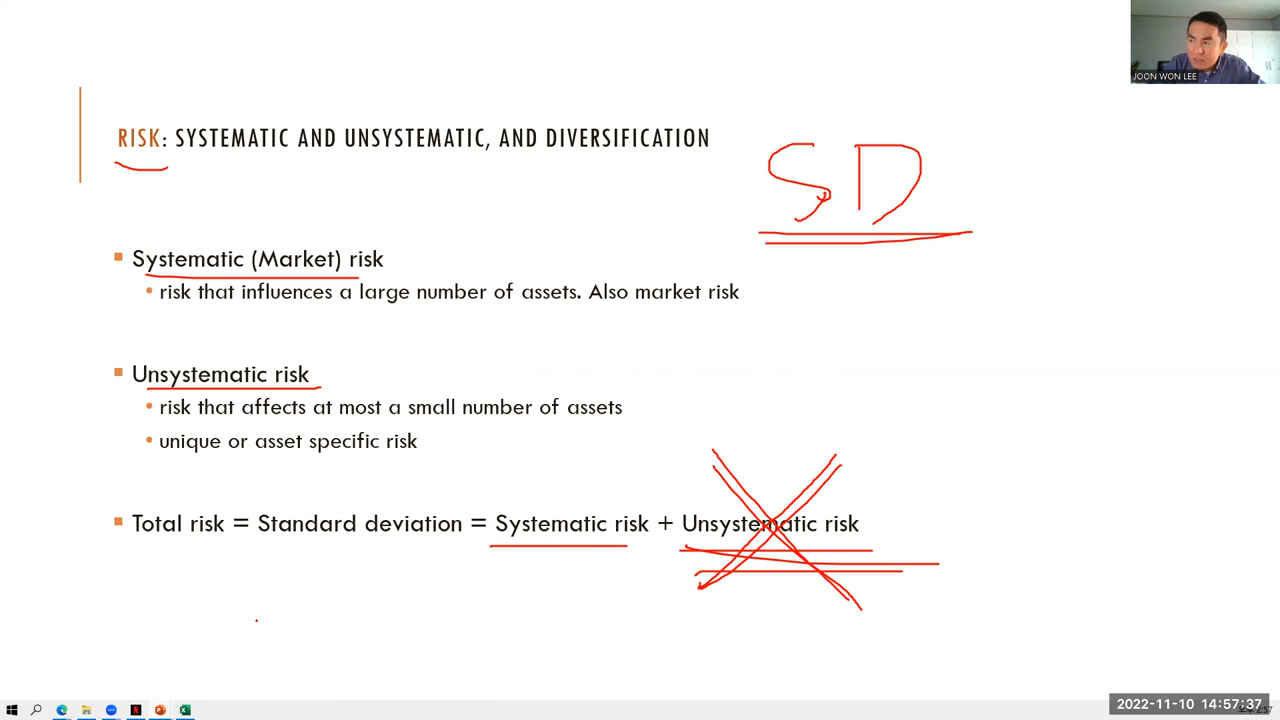 JOON WON LEE
RISK: SYSTEMATIC AND UNSYSTEMATIC, AND DIVERSIFICATION
SD
Systematic (Market) risk
risk that influences a large number of assets. Also market risk
Unsystematic risk
risk that affects at most a small number of assets
unique or asset specific risk
Total risk = Standard deviation = Systematic risk + Unsystematic risk
2022-11-10 14:57:37